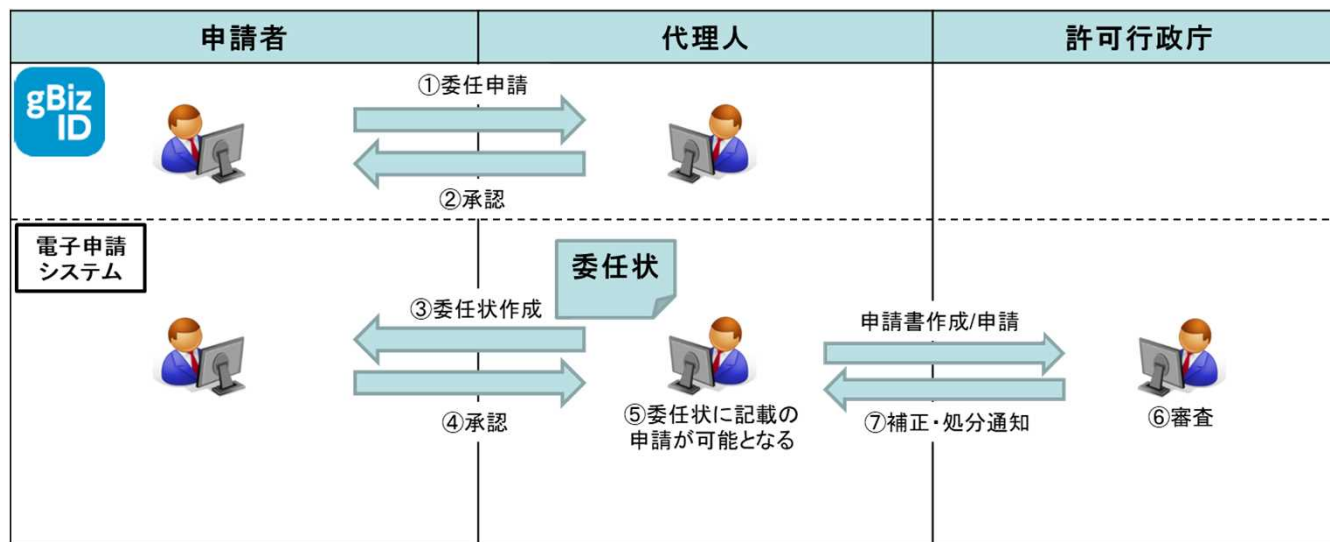 申請者
代理人
許可行政庁
gBiz
ID
①委任申請
②承認
電子申請
システム
委任状
③委任状作成
④承認
⑤委任状に記載の
申請が可能となる
申請書作成/申請
⑦補正・処分通知
⑥審査